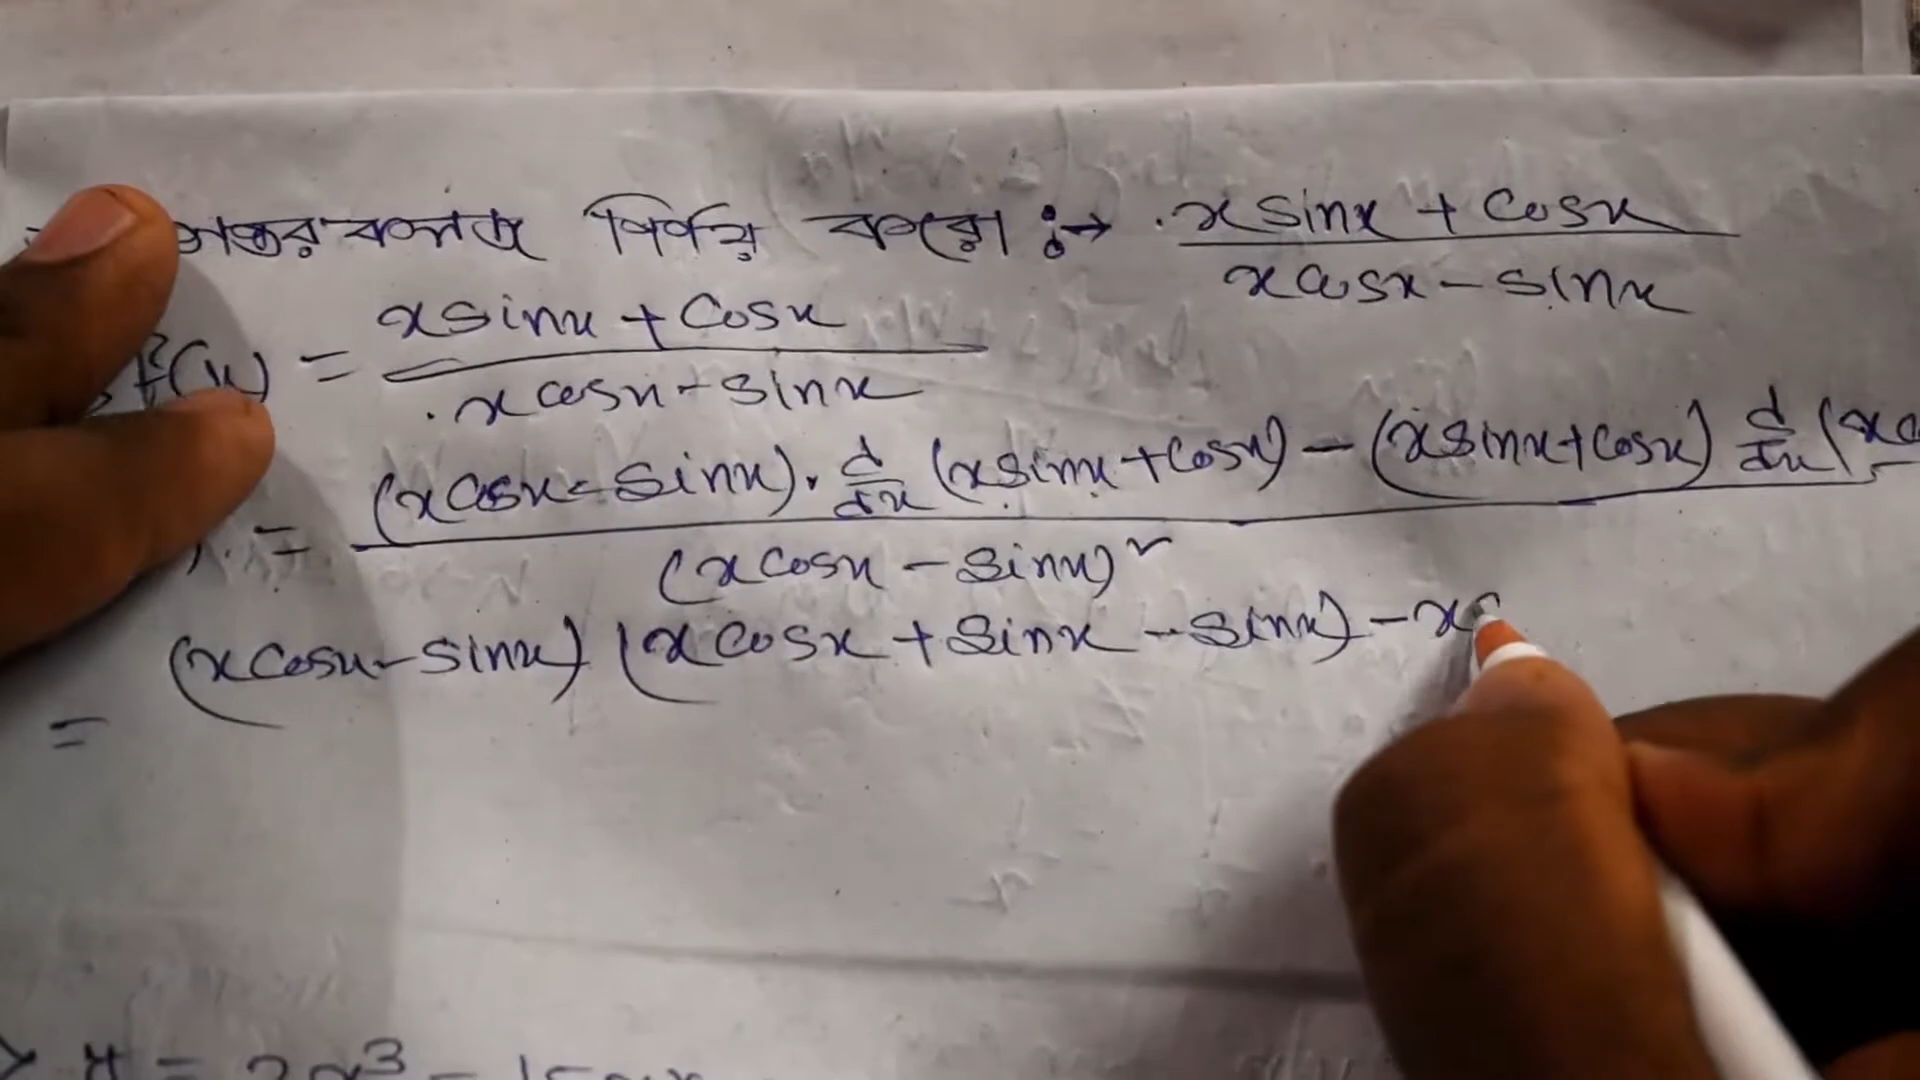 অন্তরকলজ নির্ণয় করো :→ x sinx + cosx / x cosx - sinx
f(x) = x sinx + cosx / x cosx - sinx
= (x cosx - sinx) . d/dx (x sinx + cosx) - (x sinx + cosx) d/dx (x c
(x cosx - sinx)²
= (x cosx - sinx) (x cosx + sinx - sinx) - x